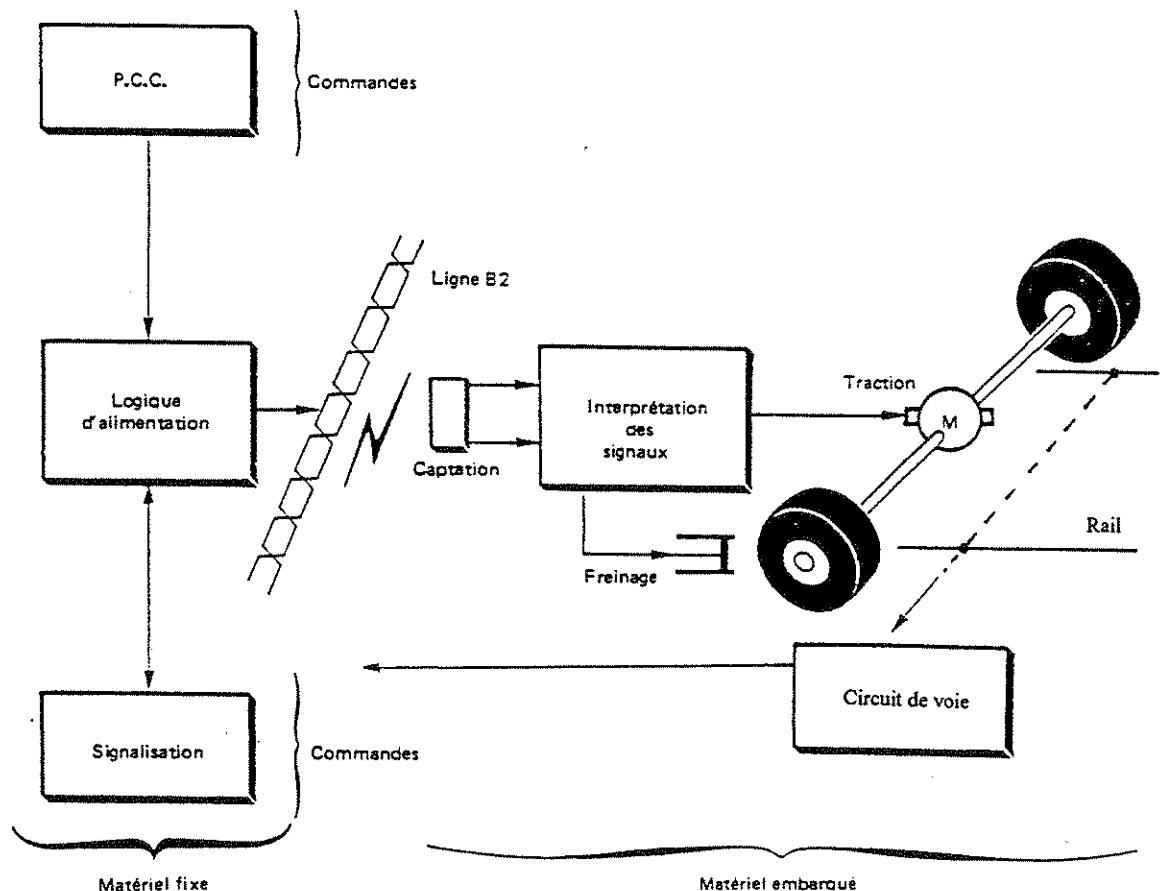 P.C.C.
Commandes
Ligne B2
Logique
d'alimentation
Captation
Interprétation
des
signaux
Traction
M
Rail
Freinage
Circuit de voie
Signalisation
Commandes
Matériel fixe
Matériel embarqué